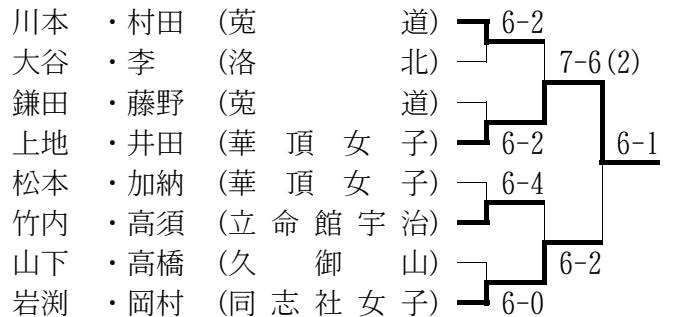 川本 ・村田 (莵 道) 6-2
大谷 ・李 (洛 北) 7-6(2)
鎌田 ・藤野 (莵 道)
上地 ・井田 (華 頂 女 子) 6-2 6-1
松本 ・加納 (華 頂 女 子) 6-4
竹内 ・高須 (立 命 館 宇 治)
山下 ・高橋 (久 御 山) 6-2
岩渕 ・岡村 (同 志 社 女 子) 6-0